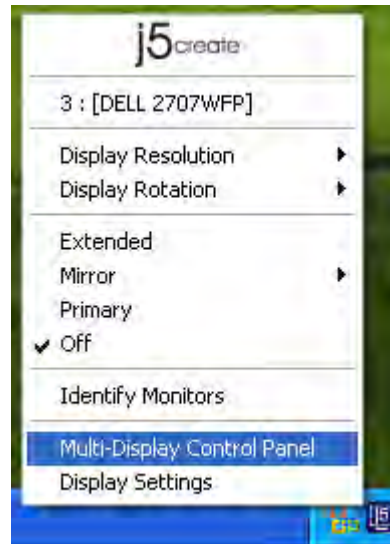 j5create
3 : [DELL 2707WFP]
Display Resolution
Display Rotation
Extended
Mirror
Primary
Off
Identify Monitors
Multi-Display Control Panel
Display Settings
j5